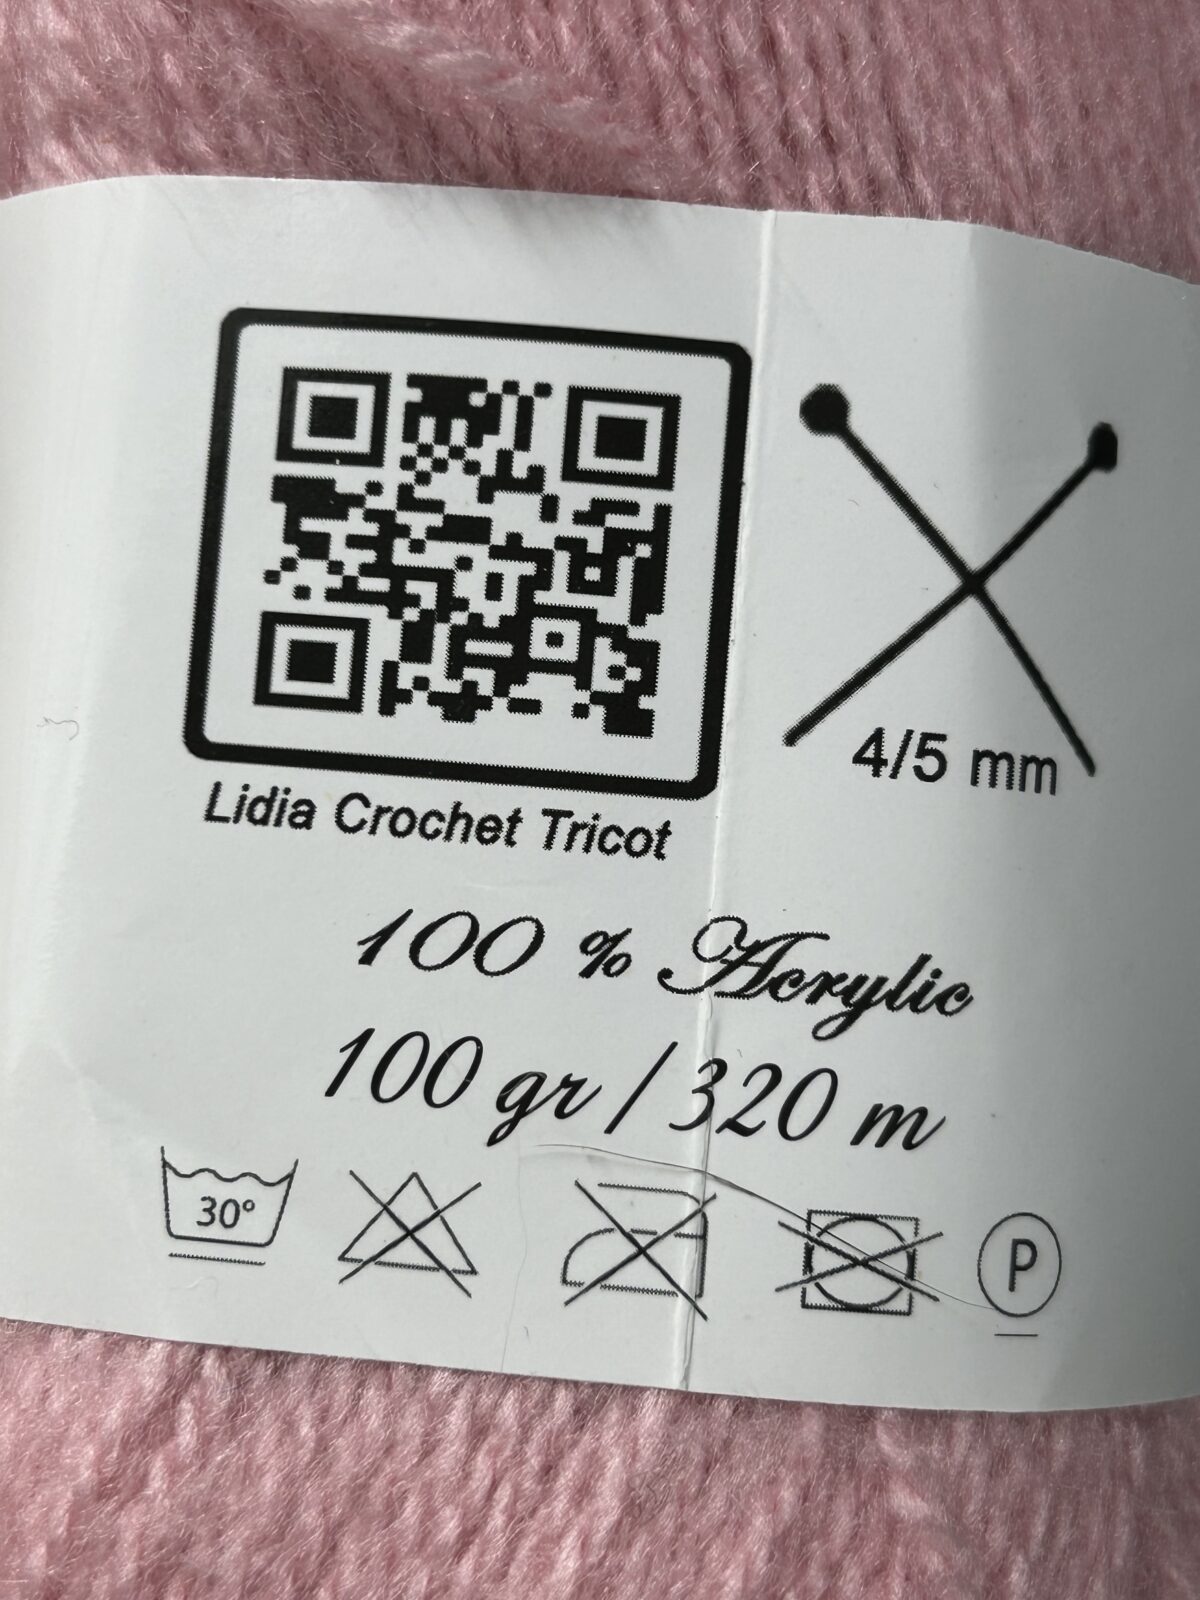 Lidia Crochet Tricot
4/5 mm
100 % Acrylic
100 gr / 320 m
30°
P